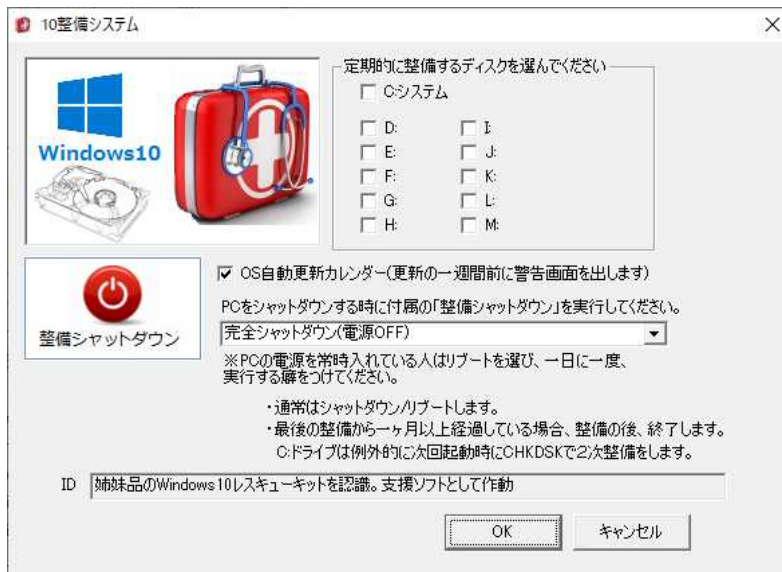 10整備システム
Windows10
定期的に整備するディスクを選んでください
C:システム
D:
I:
E:
J:
F:
K:
G:
L:
H:
M:
整備シャットダウン
OS自動更新カレンダー(更新の一週間前に警告画面を出します)
PCをシャットダウンする時に付属の「整備シャットダウン」を実行してください。
完全シャットダウン(電源OFF)
※PCの電源を常時入れている人はリブートを選び、一日に一度、
実行する癖をつけてください。
・通常はシャットダウン/リブートします。
・最後の整備から一ヶ月以上経過している場合、整備の後、終了します。
C:ドライブは例外的に次回起動時にCHKDSKで2次整備をします。
ID
姉妹品のWindows10レスキューキットを認識。支援ソフトとして作動
OK
キャンセル